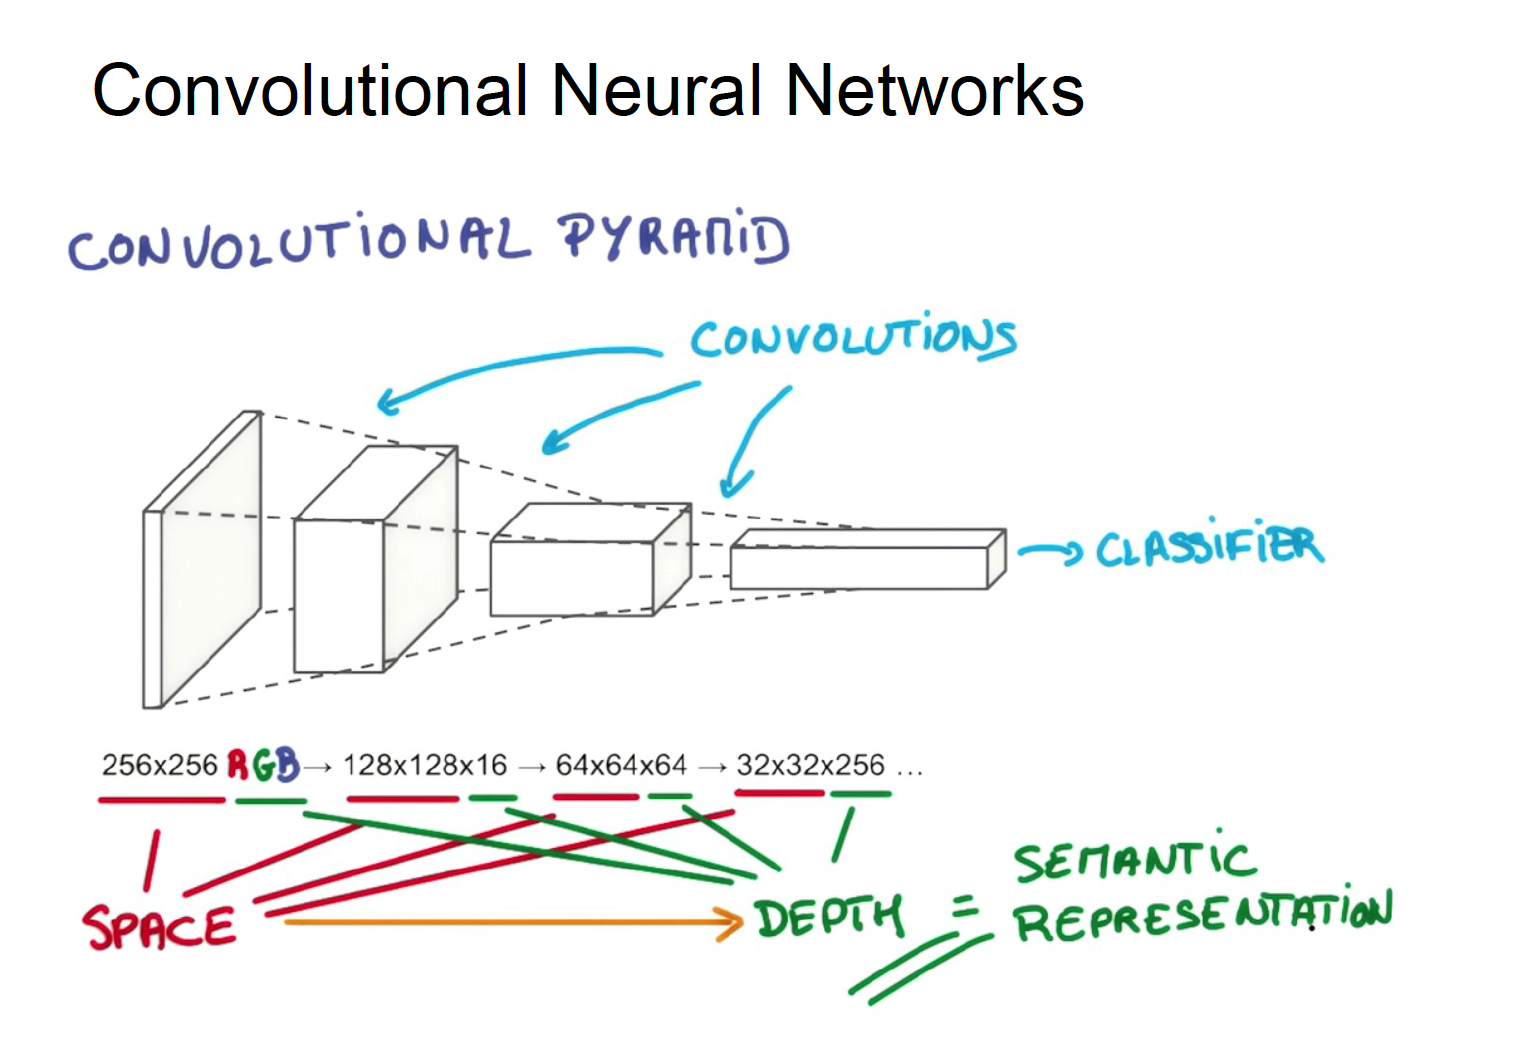 Convolutional Neural Networks
CONVOLUTIONAL PYRAMID
CONVOLUTIONS
→ CLASSIFIER
256x256 RGB → 128x128x16 → 64x64x64 → 32x32x256 ...
SPACE → DEPTH = SEMANTIC
REPRESENTATION